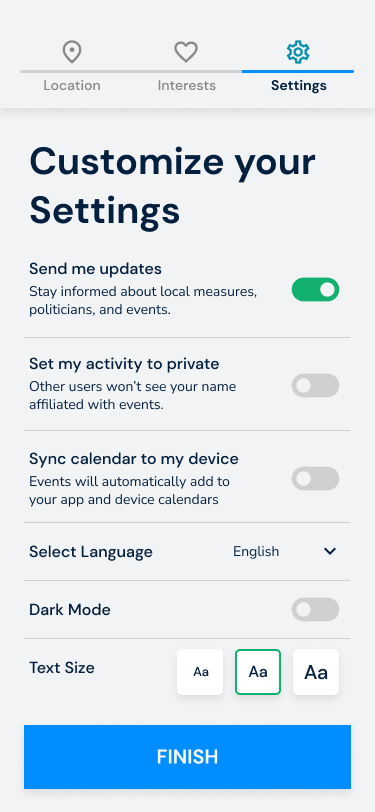 Location
Interests
Settings
Customize your
Settings
Send me updates
Stay informed about local measures,
politicians, and events.
Set my activity to private
Other users won’t see your name
affiliated with events.
Sync calendar to my device
Events will automatically add to
your app and device calendars
Select Language English
Dark Mode
Text Size Aa Aa Aa
FINISH